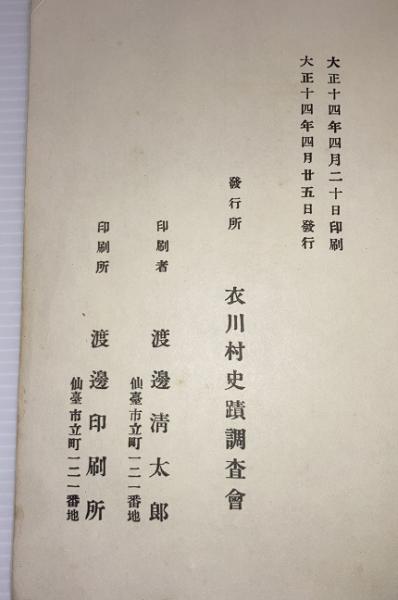 大正十四年四月二十日印刷
大正十四年四月廿五日發行
發行所 衣川村史蹟調査會
印刷者 渡邊淸太郎
仙臺市立町一二一番地
印刷所 渡邊印刷所
仙臺市立町一二一番地